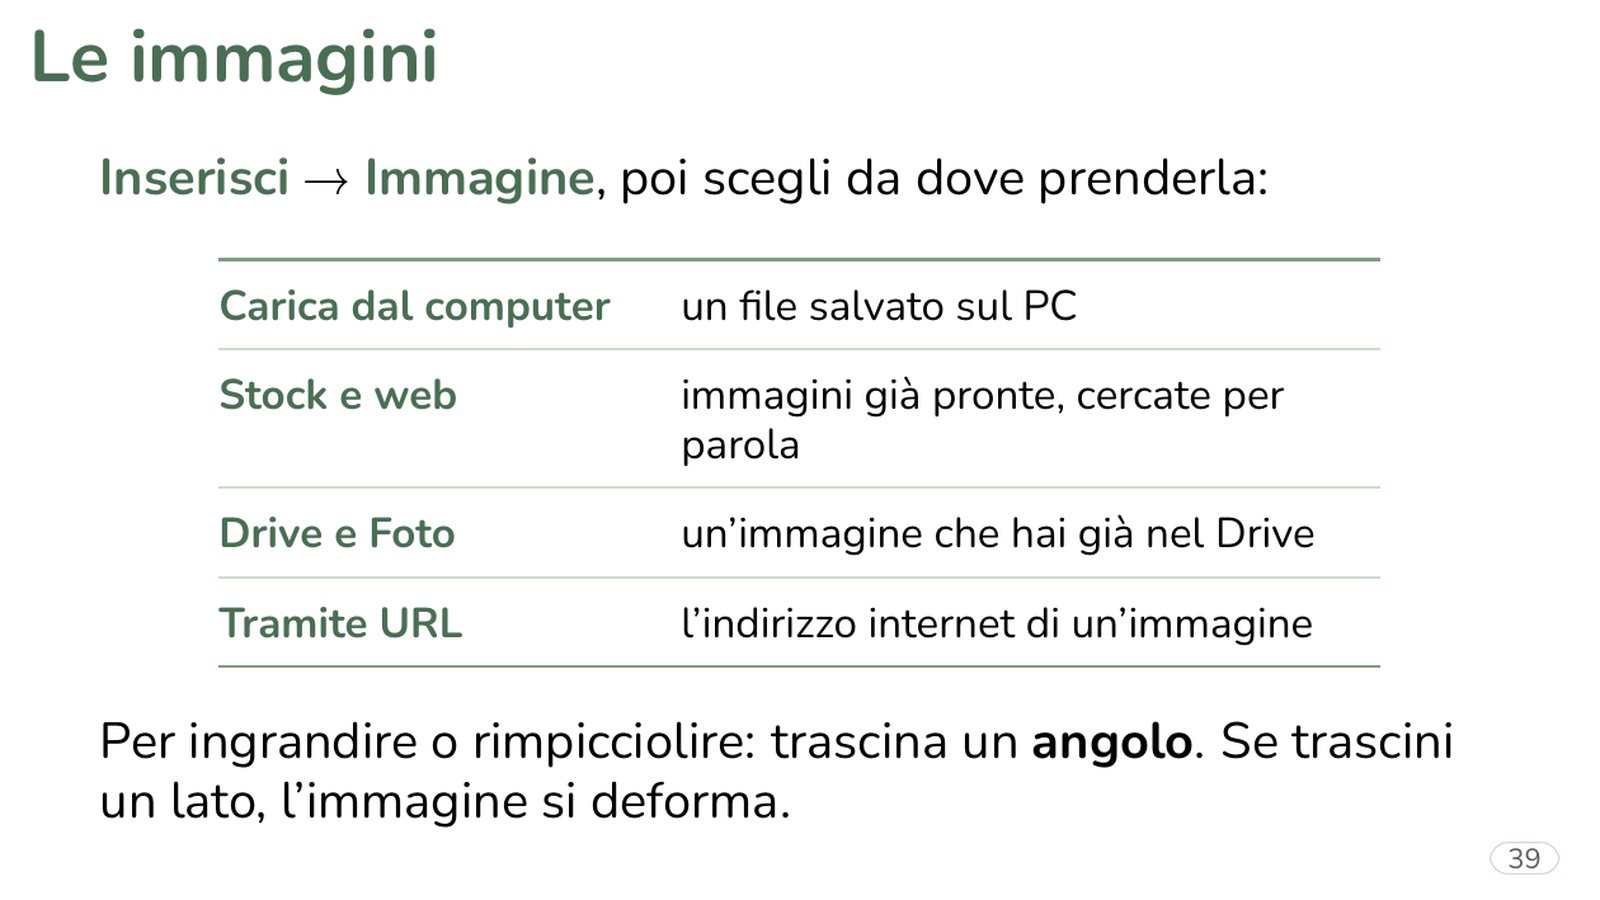 Le immagini
Inserisci → Immagine, poi scegli da dove prenderla:
Carica dal computer un file salvato sul PC
Stock e web immagini già pronte, cercate per
parola
Drive e Foto un’immagine che hai già nel Drive
Tramite URL l’indirizzo internet di un’immagine
Per ingrandire o rimpicciolire: trascina un angolo. Se trascini
un lato, l’immagine si deforma.
39